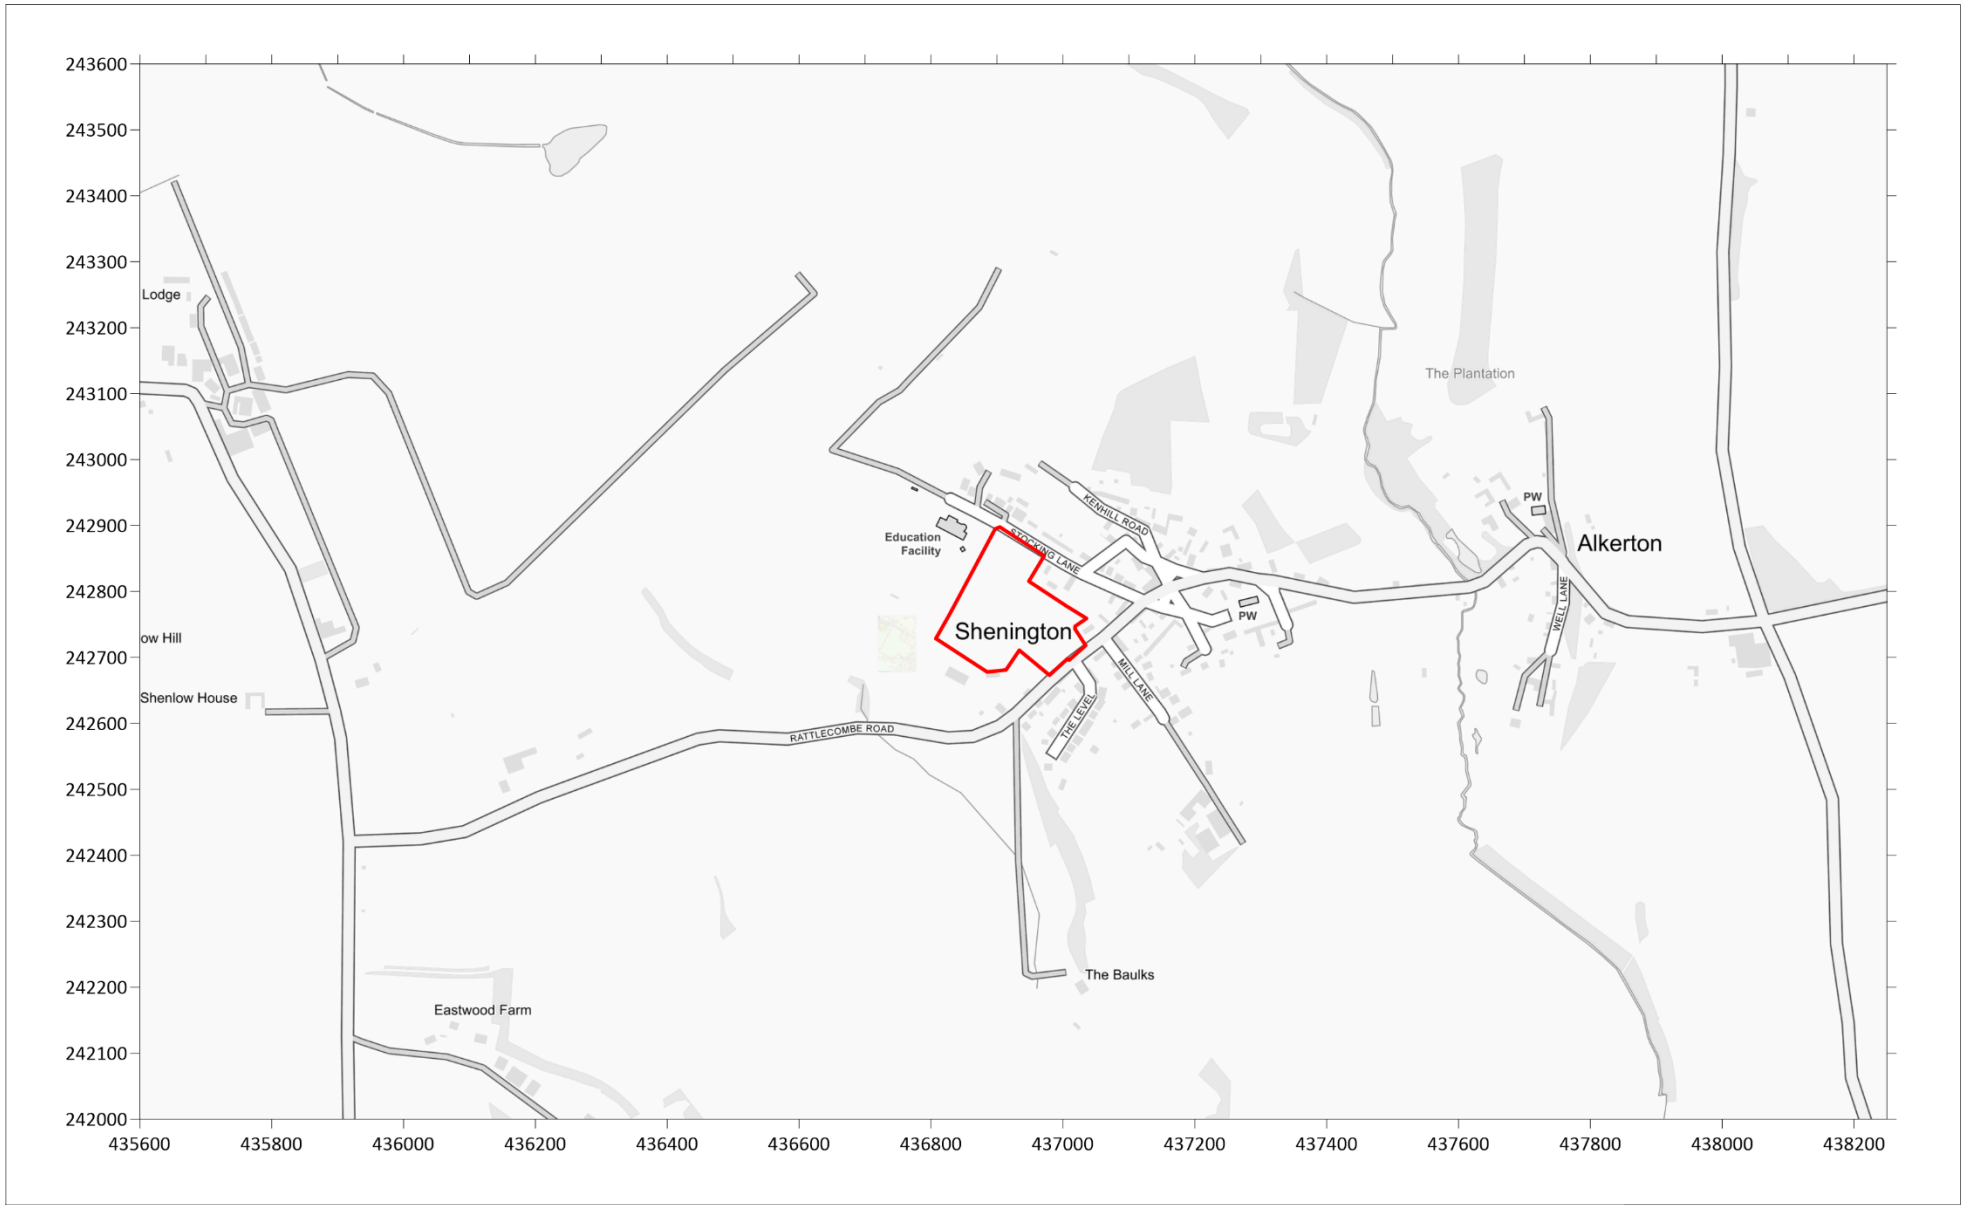 243600
243500
243400
243300
Lodge
243200
243100
The Plantation
243000
KENHILL ROAD
PW
242900
Education
Facility
STOCKING LANE
Alkerton
242800
WELL LANE
PW
Shenington
ow Hill
242700
MILL LANE
Shenlow House
THE LEVEL
242600
RATTLECOMBE ROAD
242500
242400
242300
The Baulks
242200
Eastwood Farm
242100
242000
435600 435800 436000 436200 436400 436600 436800 437000 437200 437400 437600 437800 438000 438200